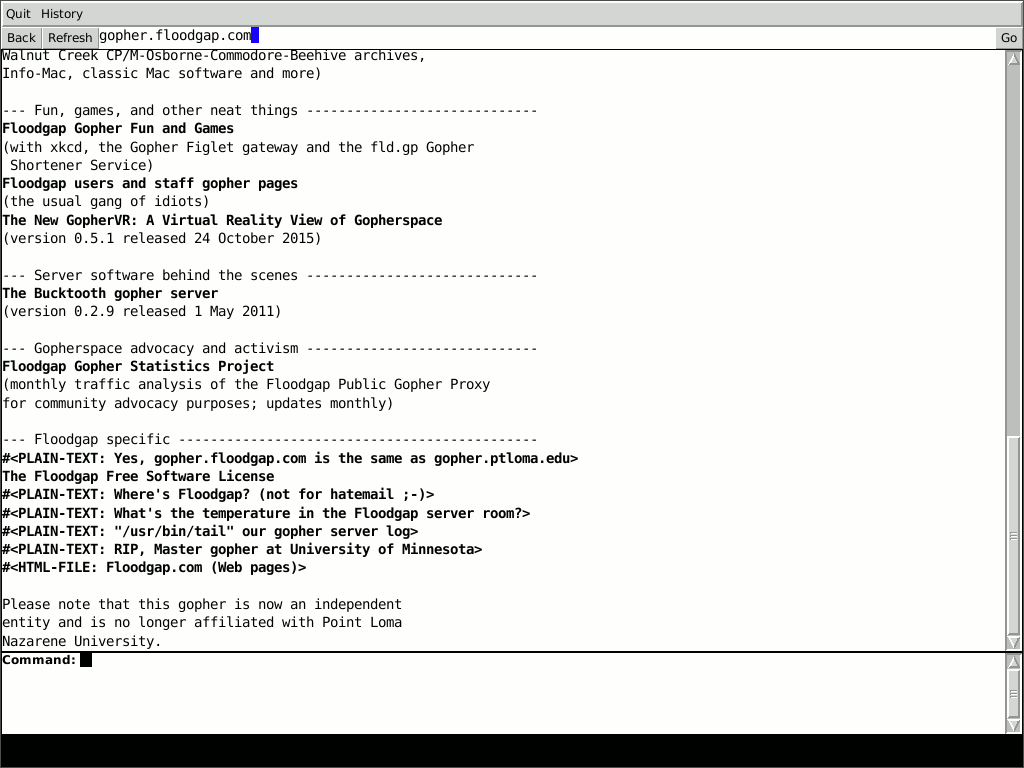 Quit History
Back Refresh gopher.floodgap.com Go
Walnut Creek CP/M-Osborne-Commodore-Beehive archives,
Info-Mac, classic Mac software and more)
--- Fun, games, and other neat things -----------------------------
Floodgap Gopher Fun and Games
(with xkcd, the Gopher Figlet gateway and the fld.gp Gopher
 Shortener Service)
Floodgap users and staff gopher pages
(the usual gang of idiots)
The New GopherVR: A Virtual Reality View of Gopherspace
(version 0.5.1 released 24 October 2015)
--- Server software behind the scenes -----------------------------
The Bucktooth gopher server
(version 0.2.9 released 1 May 2011)
--- Gopherspace advocacy and activism -----------------------------
Floodgap Gopher Statistics Project
(monthly traffic analysis of the Floodgap Public Gopher Proxy
for community advocacy purposes; updates monthly)
--- Floodgap specific ---------------------------------------------
#<PLAIN-TEXT: Yes, gopher.floodgap.com is the same as gopher.ptloma.edu>
The Floodgap Free Software License
#<PLAIN-TEXT: Where's Floodgap? (not for hatemail ;-)>
#<PLAIN-TEXT: What's the temperature in the Floodgap server room?>
#<PLAIN-TEXT: "/usr/bin/tail" our gopher server log>
#<PLAIN-TEXT: RIP, Master gopher at University of Minnesota>
#<HTML-FILE: Floodgap.com (Web pages)>
Please note that this gopher is now an independent
entity and is no longer affiliated with Point Loma
Nazarene University.
Command: